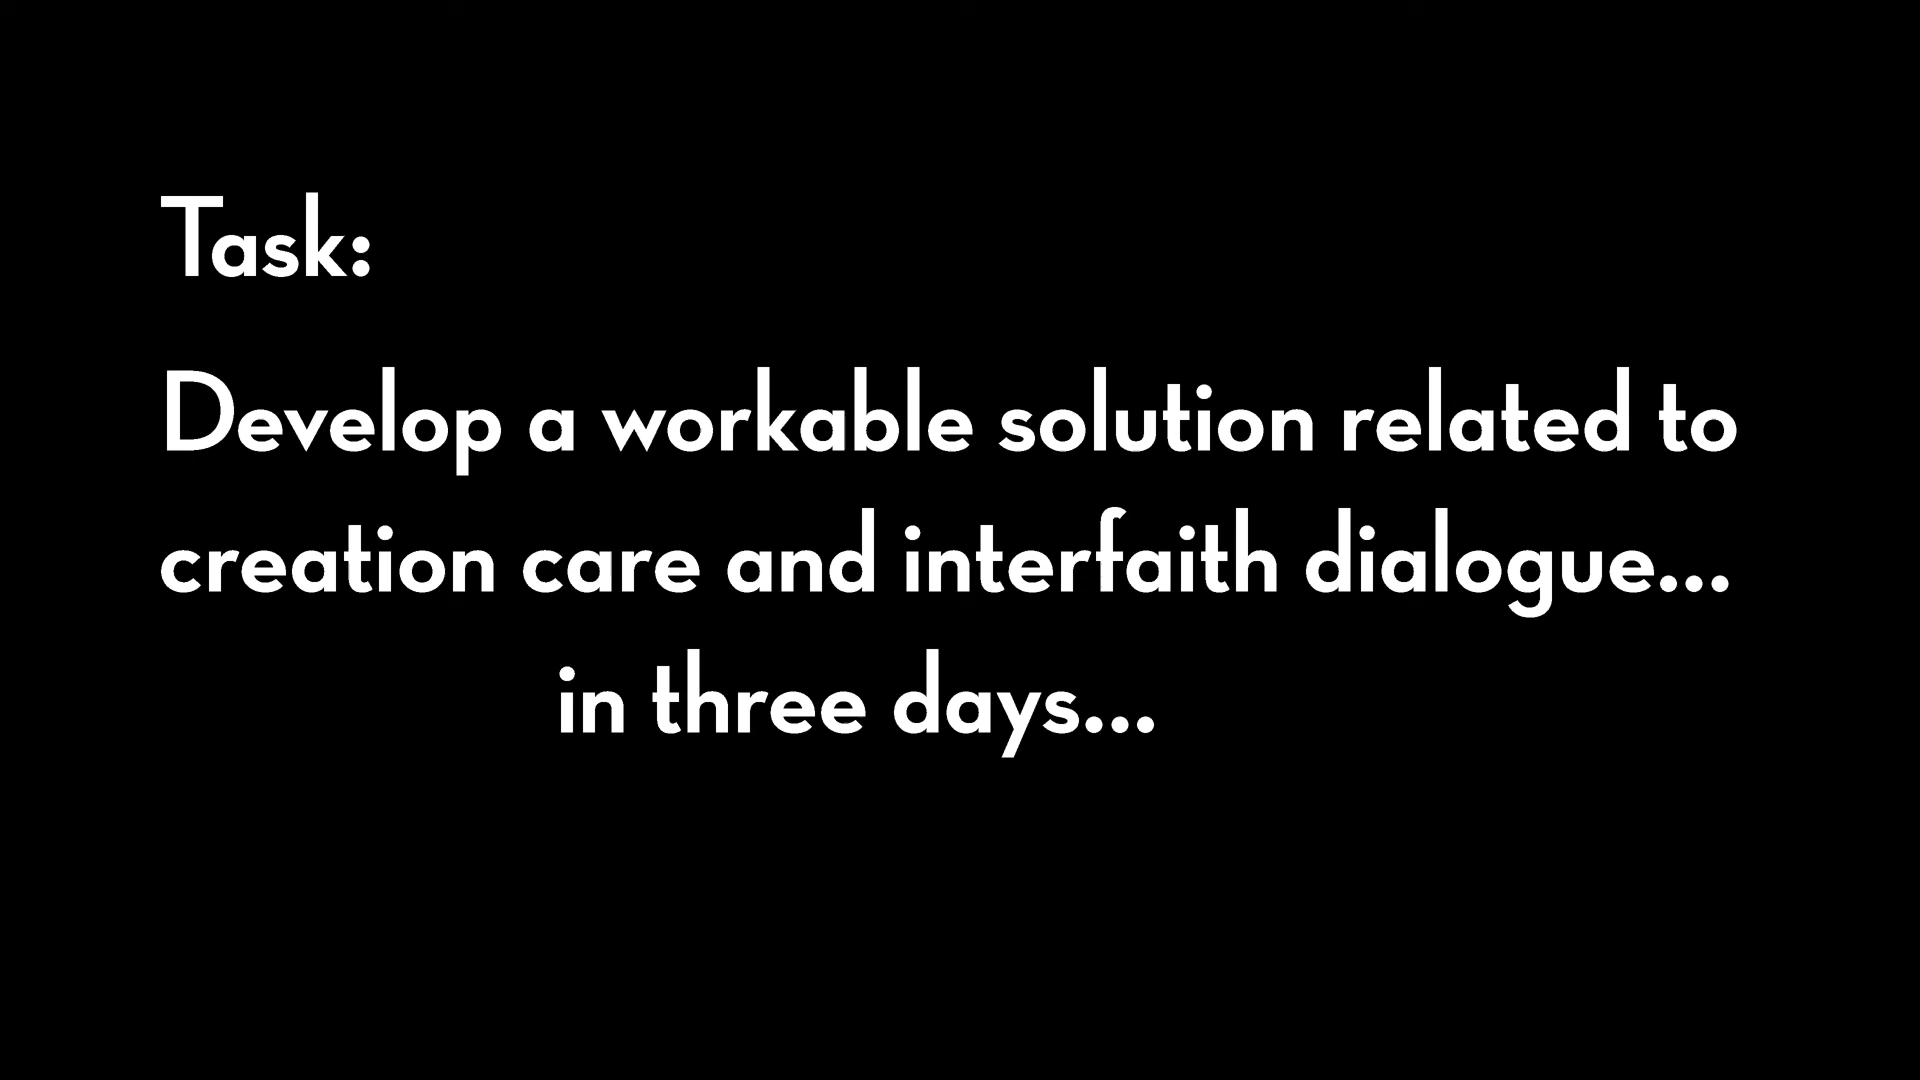 Task:
Develop a workable solution related to
creation care and interfaith dialogue...
in three days...